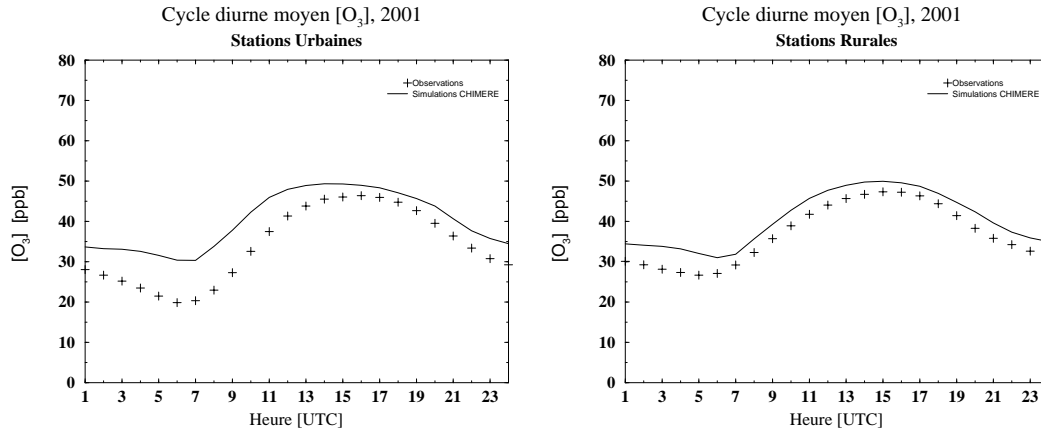 Cycle diurne moyen [O₃], 2001
Stations Urbaines
80
70
60
50
40
30
20
10
0
[O₃] [ppb]
Observations
Simulations CHIMERE
1 3 5 7 9 11 13 15 17 19 21 23
Heure [UTC]
Cycle diurne moyen [O₃], 2001
Stations Rurales
80
70
60
50
40
30
20
10
0
[O₃] [ppb]
Observations
Simulations CHIMERE
1 3 5 7 9 11 13 15 17 19 21 23
Heure [UTC]